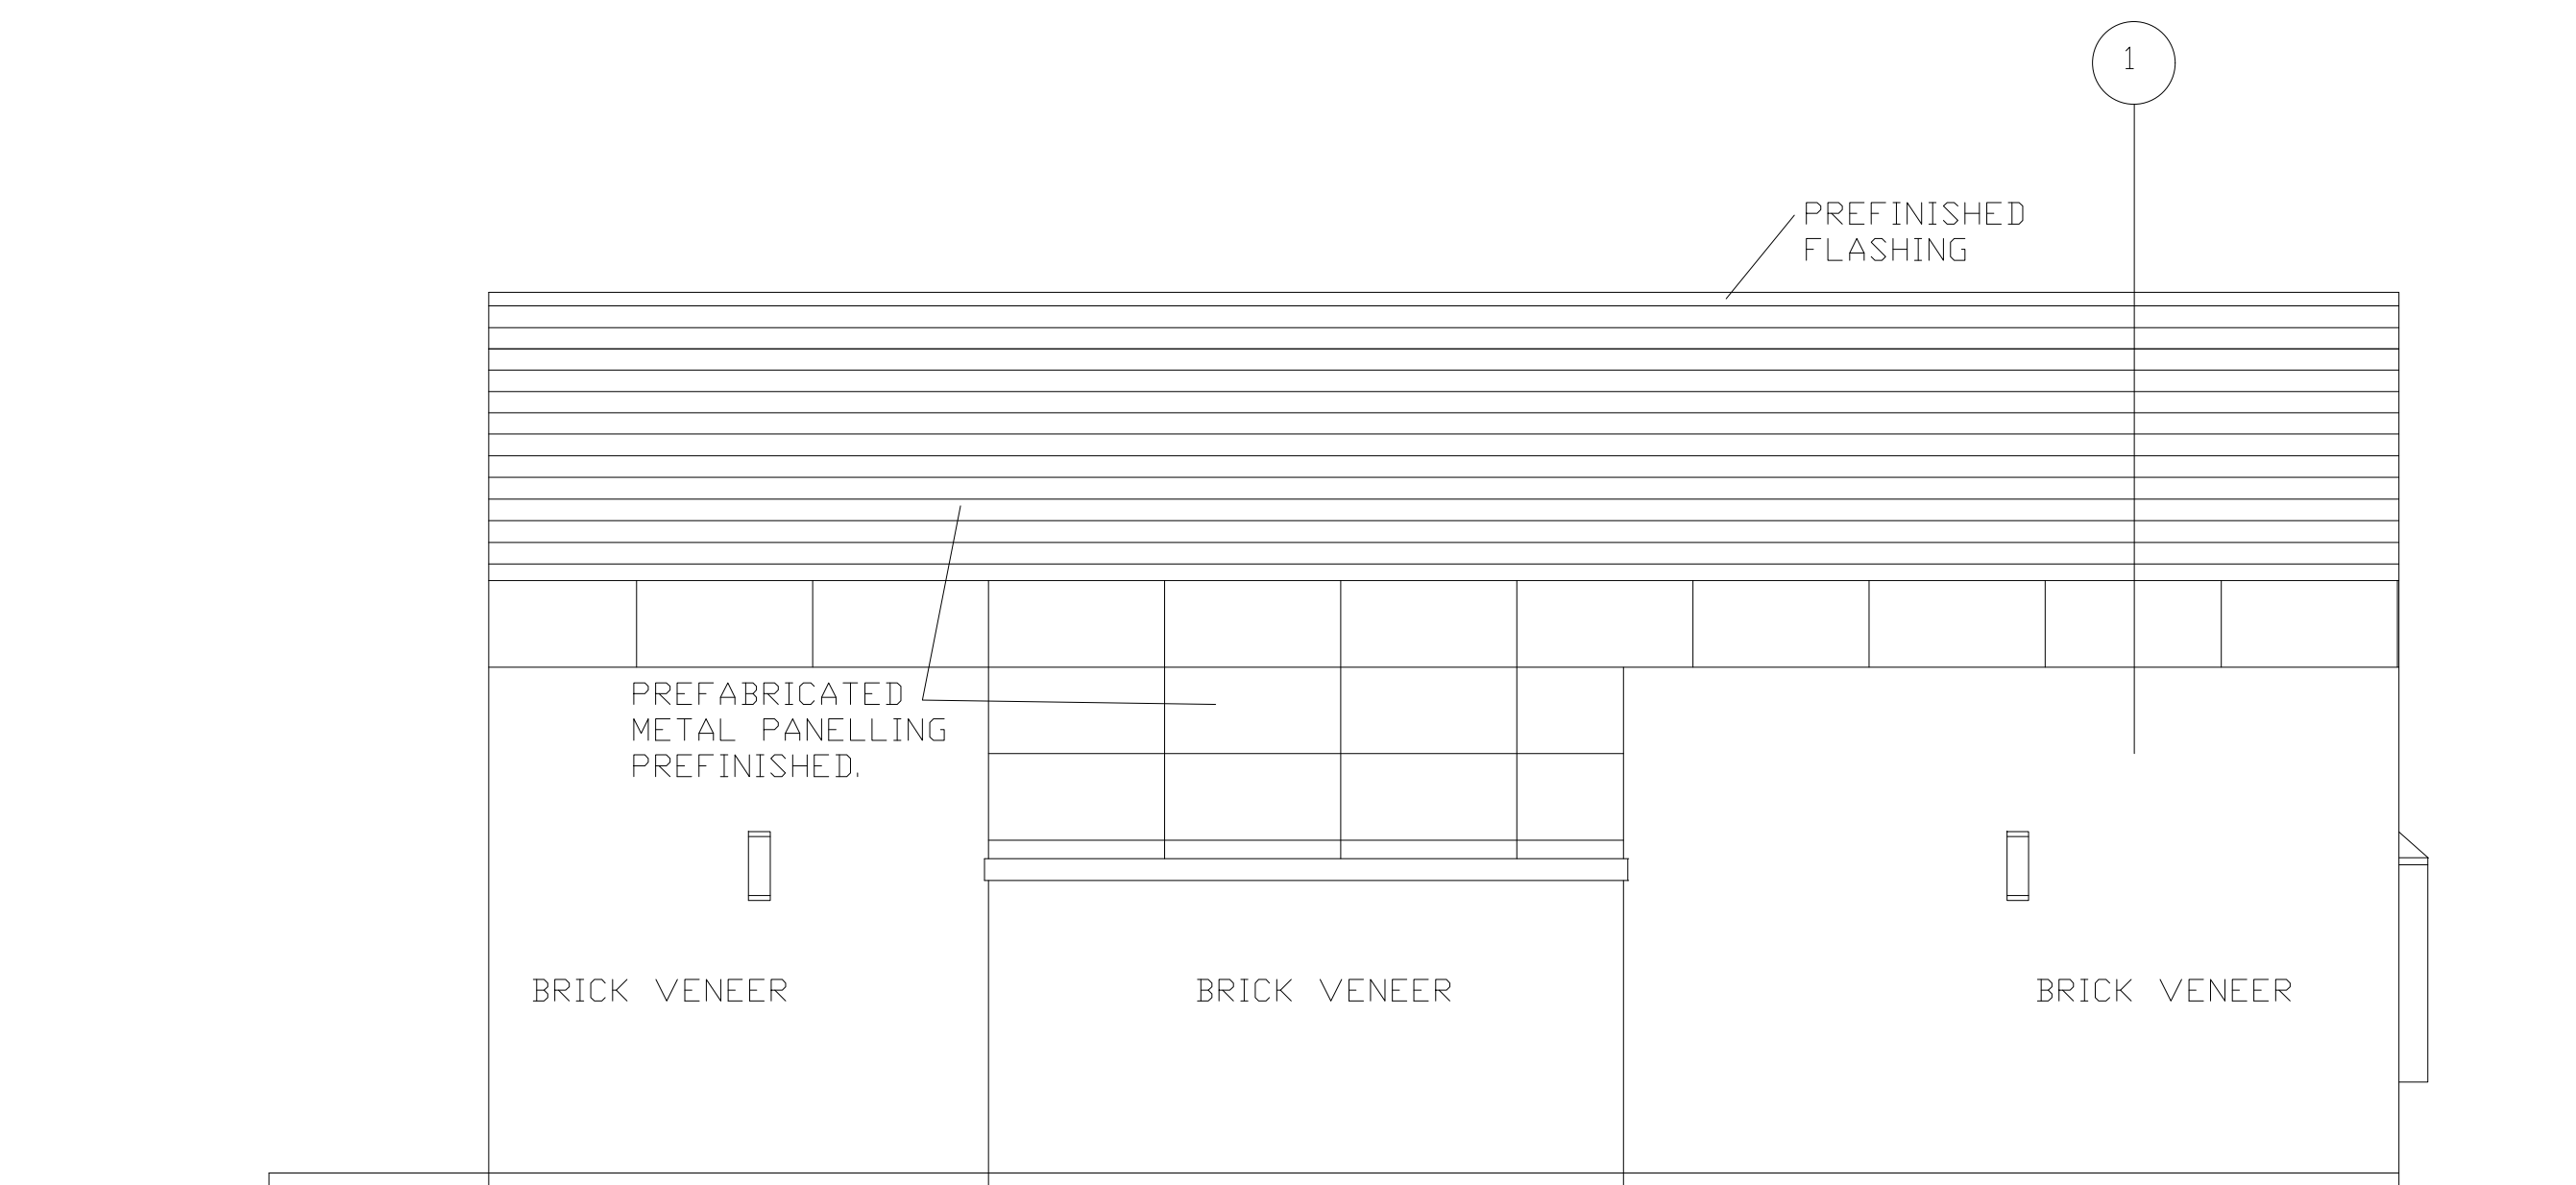 1
PREFINISHED
FLASHING
PREFABRICATED
METAL PANELLING
PREFINISHED.
BRICK VENEER
BRICK VENEER
BRICK VENEER